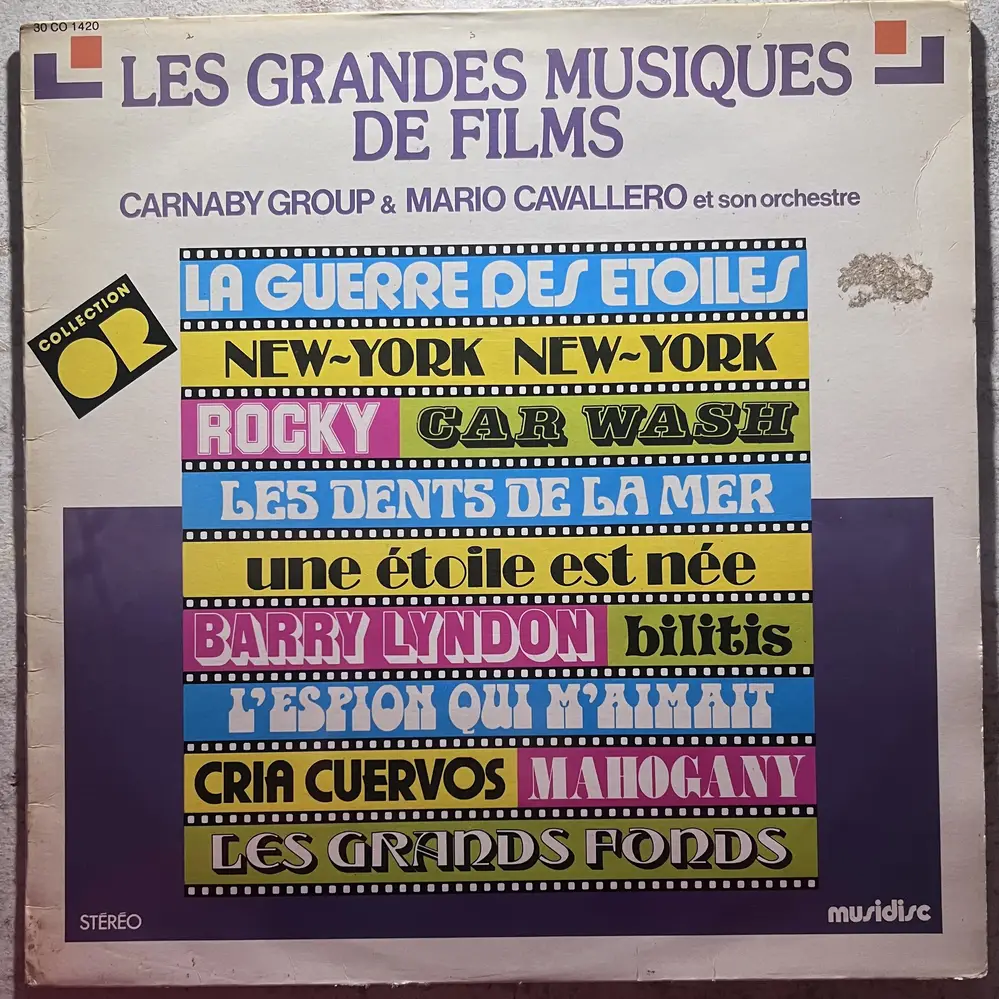 30 CO 1420
LES GRANDES MUSIQUES
DE FILMS
CARNABY GROUP & MARIO CAVALLERO et son orchestre
COLLECTION
OR
LA GUERRE DES ETOILES
NEW~YORK NEW~YORK
ROCKY CAR WASH
LES DENTS DE LA MER
une étoile est née
BARRY LYNDON bilitis
L'ESPION QUI M'AIMAIT
CRIA CUERVOS MAHOGANY
LES GRANDS FONDS
STÉRÉO
musidisc